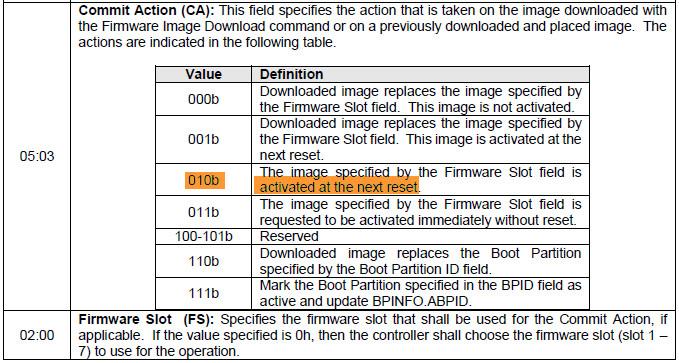 Commit Action (CA): This field specifies the action that is taken on the image downloaded with
the Firmware Image Download command or on a previously downloaded and placed image. The
actions are indicated in the following table.
Value Definition
000b Downloaded image replaces the image specified by
the Firmware Slot field. This image is not activated.
001b Downloaded image replaces the image specified by
the Firmware Slot field. This image is activated at the
next reset.
05:03
010b The image specified by the Firmware Slot field is
activated at the next reset.
011b The image specified by the Firmware Slot field is
requested to be activated immediately without reset.
100-101b Reserved
110b Downloaded image replaces the Boot Partition
specified by the Boot Partition ID field.
111b Mark the Boot Partition specified in the BPID field as
active and update BPINFO.ABPID.
02:00 Firmware Slot (FS): Specifies the firmware slot that shall be used for the Commit Action, if
applicable. If the value specified is 0h, then the controller shall choose the firmware slot (slot 1 –
7) to use for the operation.